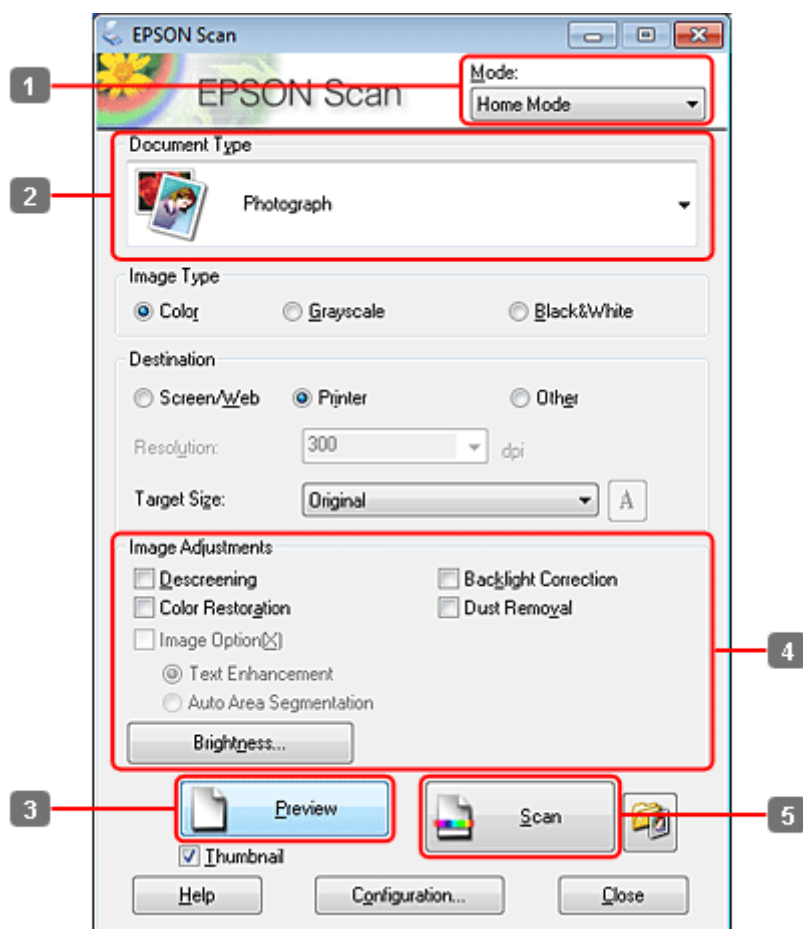 EPSON Scan
EPSON Scan
Mode:
1
Home Mode
Document Type
2
Photograph
Image Type
Color Grayscale Black&White
Destination
Screen/Web Printer Other
Resolution: 300 dpi
Target Size: Original A
Image Adjustments
Descreening Backlight Correction
Color Restoration Dust Removal
Image Option(X)
4
Text Enhancement
Auto Area Segmentation
Brightness...
3 Preview Scan 5
Thumbnail
Help Configuration... Close